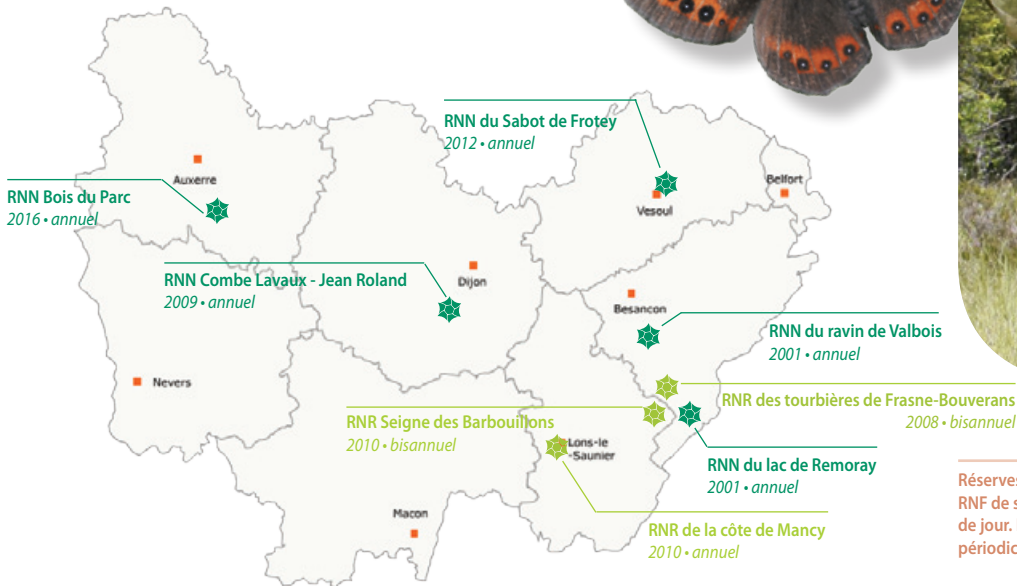 RNN du Sabot de Frotey
2012 • annuel
Auxerre
Belfort
RNN Bois du Parc
2016 • annuel
Vesoul
RNN Combe Lavaux - Jean Roland
2009 • annuel
Dijon
Besancon
RNN du ravin de Valbois
2001 • annuel
Nevers
RNR des tourbières de Frasne-Bouverans
2008 • bisannuel
RNR Seigne des Barbouillons
2010 • bisannuel
Lons-le
-Saunier
RNN du lac de Remoray
2001 • annuel
Macon
RNR de la côte de Mancy
2010 • annuel
Réserves
RNF de s
de jour.
périodic